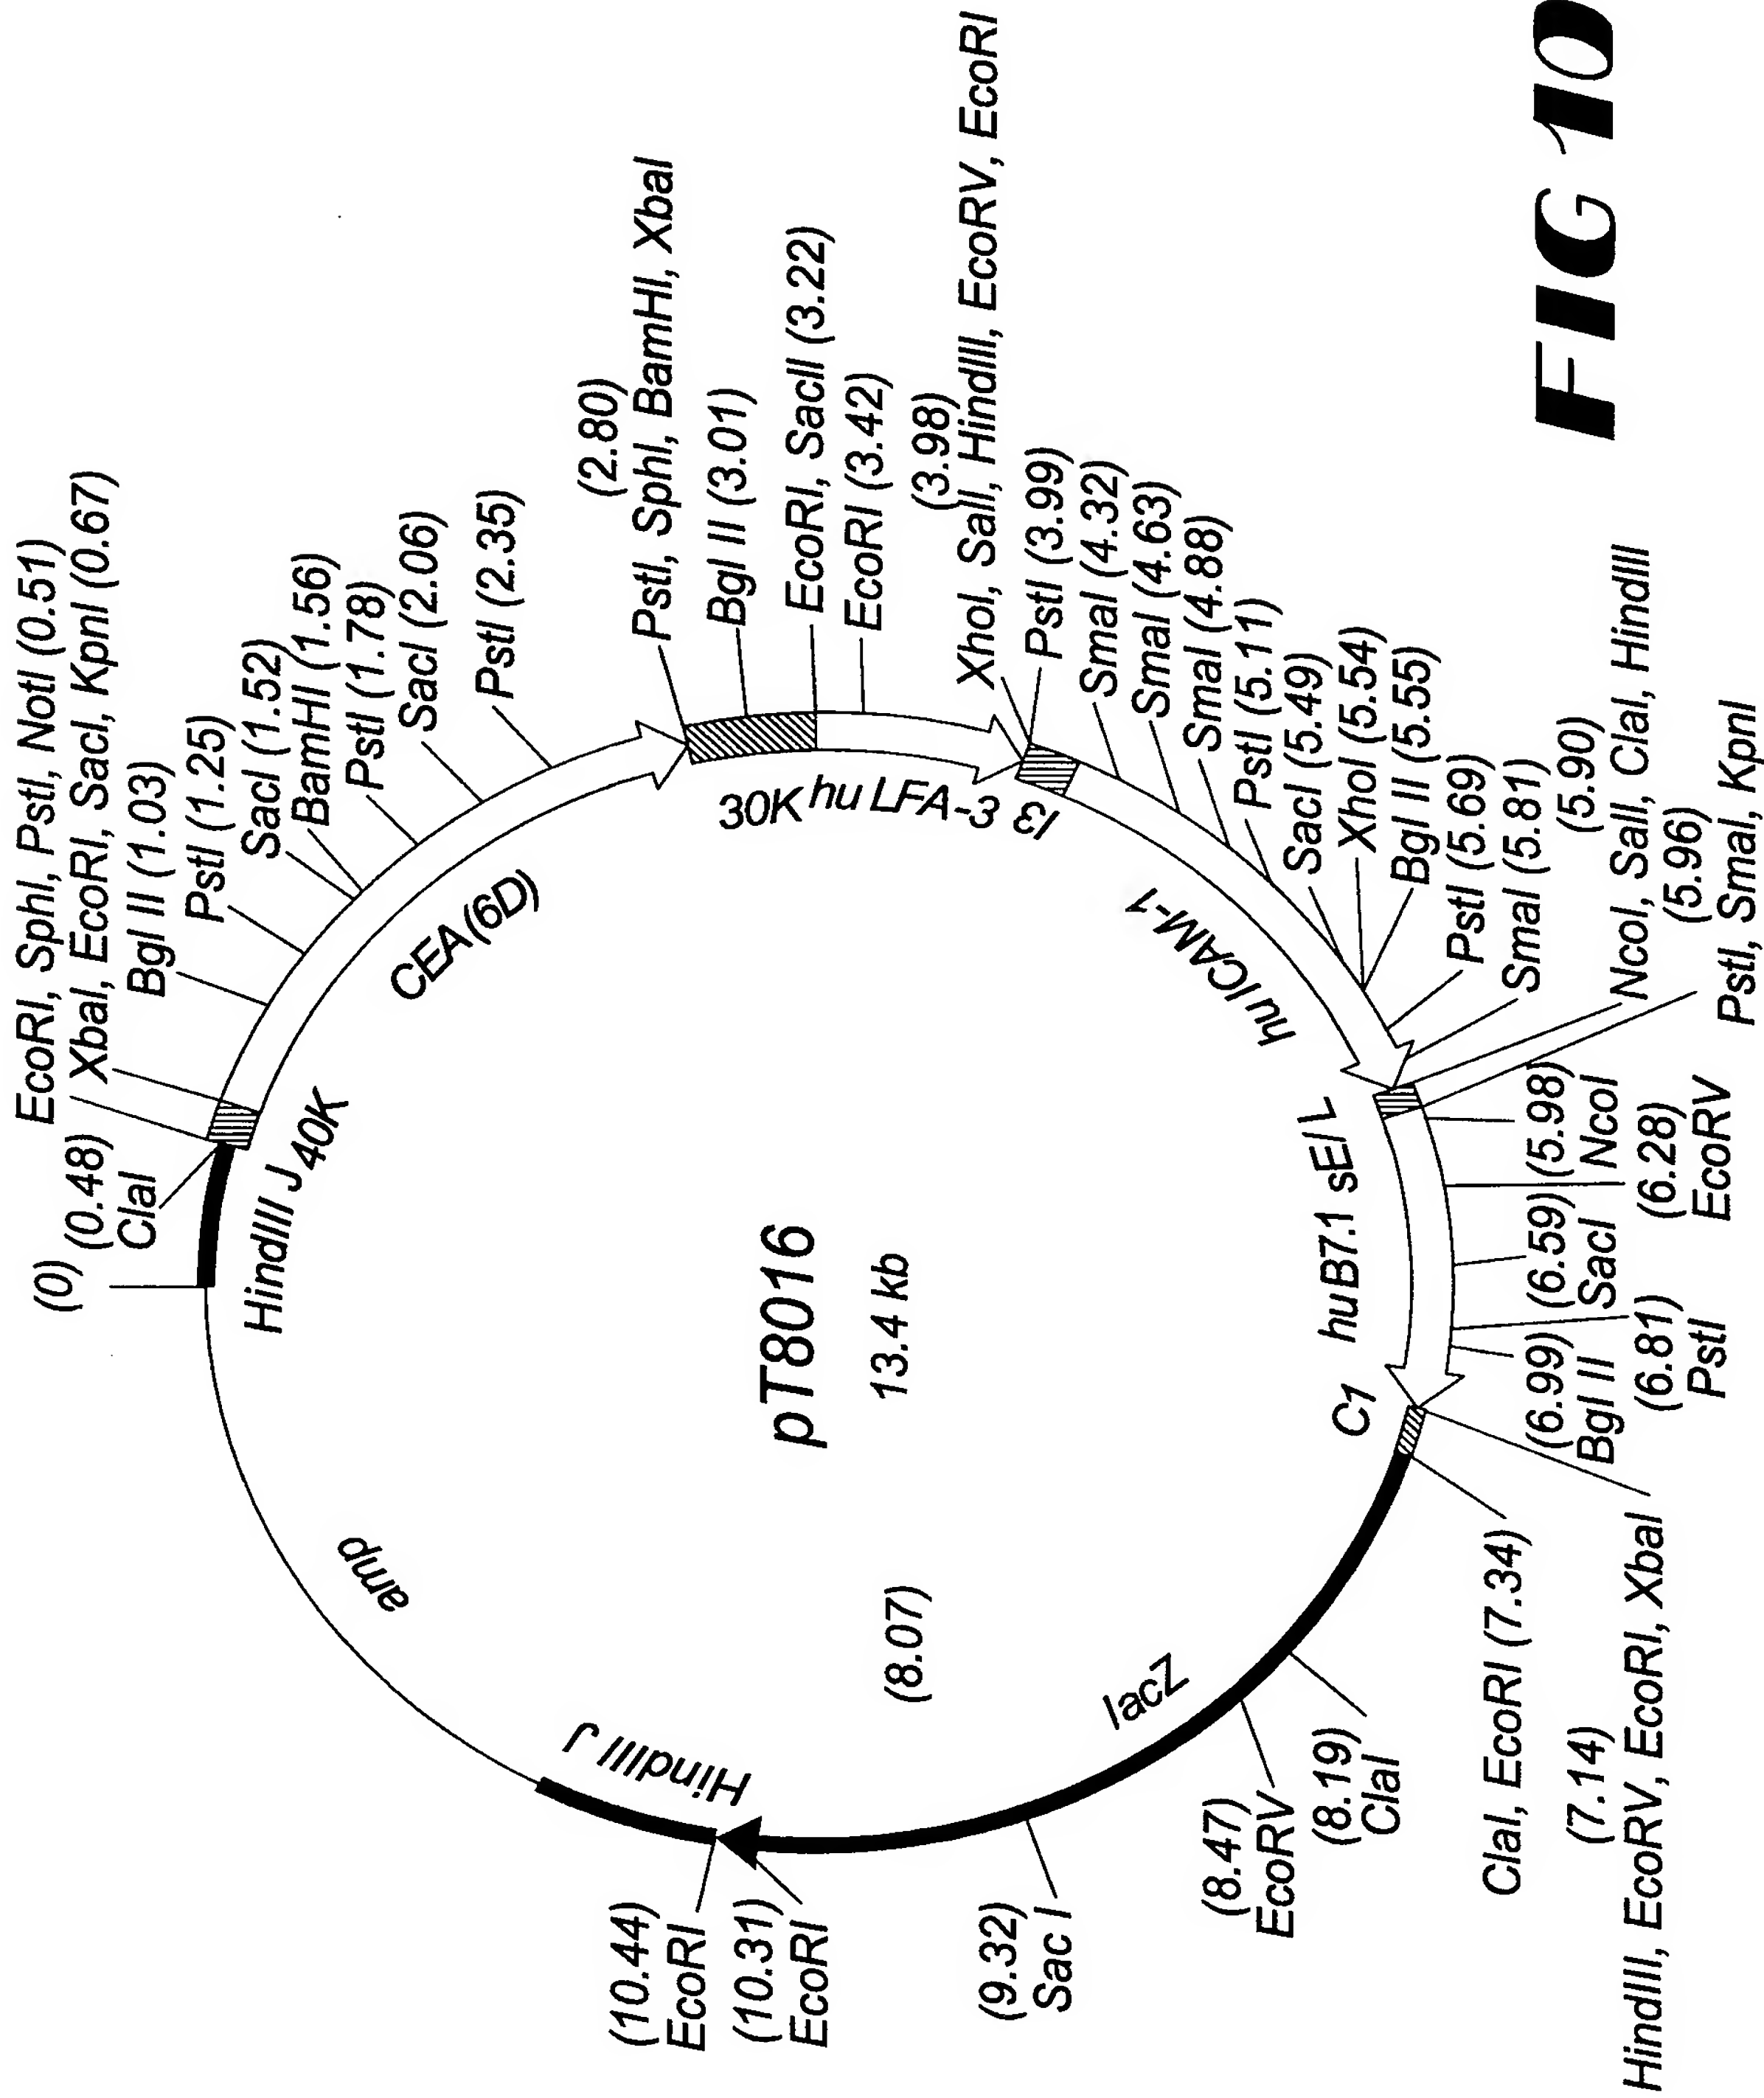 (0)
(0.48)
ClaI
EcoRI, SphI, PstI, NotI (0.51)
XbaI, EcoRI, SacI, KpnI (0.67)
Bgl II (1.03)
PstI (1.25)
SacI (1.52)
BamHI (1.56)
PstI (1.78)
SacI (2.06)
PstI (2.35)
(2.80)
PstI, SphI, BamHI, XbaI
Bgl II (3.01)
EcoRI, SacII (3.22)
EcoRI (3.42)
(3.98)
XhoI, SalI, HindIII, EcoRV, EcoRI
PstI (3.99)
SmaI (4.32)
SmaI (4.63)
SmaI (4.88)
PstI (5.11)
SacI (5.49)
XhoI (5.54)
Bgl II (5.55)
PstI (5.69)
SmaI (5.81)
(5.90)
NcoI, SalI, ClaI, HindIII
(5.96)
PstI, SmaI, KpnI
(5.98)
NcoI
(6.28)
EcoRV
(6.59)
SacI
(6.81)
PstI
(6.99)
Bgl II
(7.14)
HindIII, EcoRV, EcoRI, XbaI
ClaI, EcoRI (7.34)
(8.19)
ClaI
(8.47)
EcoRV
(9.32)
Sac I
(10.31)
EcoRI
(10.44)
EcoRI
HindIII J
40K
CEA(6D)
30K
hu LFA-3
I3
hu ICAM-1
sE/L
huB7.1
C1
lacZ
(8.07)
HindIII J
amp
pT8016
13.4 kb
FIG 10